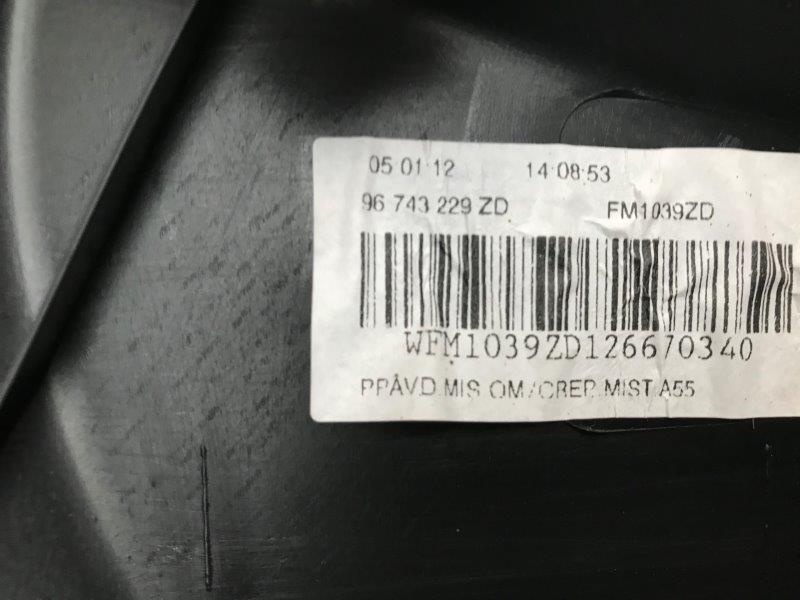 05 01 12 14:08:53
96 743 229 ZD FM1039ZD
WFM1039ZD126670340
PPAVD MIS OM/CREP MIST A55